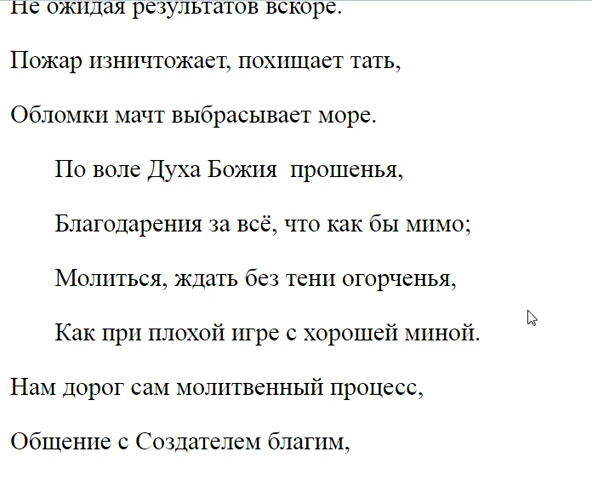 Не ожидая результатов вскоре.
Пожар изничтожает, похищает тать,
Обломки мачт выбрасывает море.
По воле Духа Божия  прошенья,
Благодарения за всё, что как бы мимо;
Молиться, ждать без тени огорченья,
Как при плохой игре с хорошей миной.
Нам дорог сам молитвенный процесс,
Общение с Создателем благим,